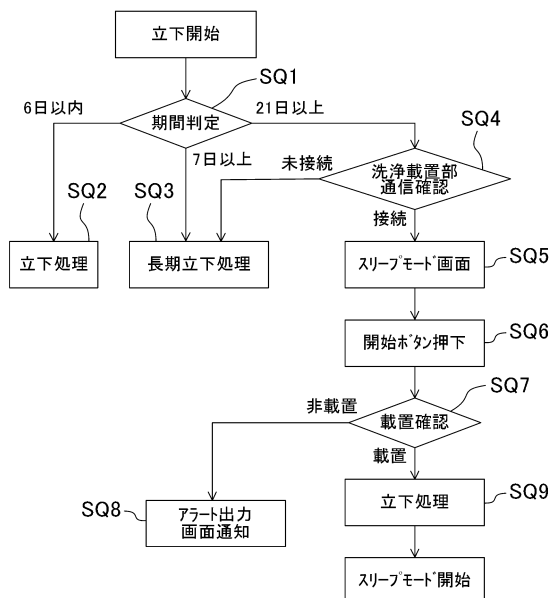 立下開始
SQ1
6日以内
期間判定
21日以上
SQ4
7日以上
未接続
洗浄載置部
通信確認
SQ2
SQ3
接続
立下処理
長期立下処理
スリープモード画面
SQ5
SQ6
開始ボタン押下
SQ7
非載置
載置確認
載置
SQ8
アラート出力
画面通知
立下処理
SQ9
スリープモード開始